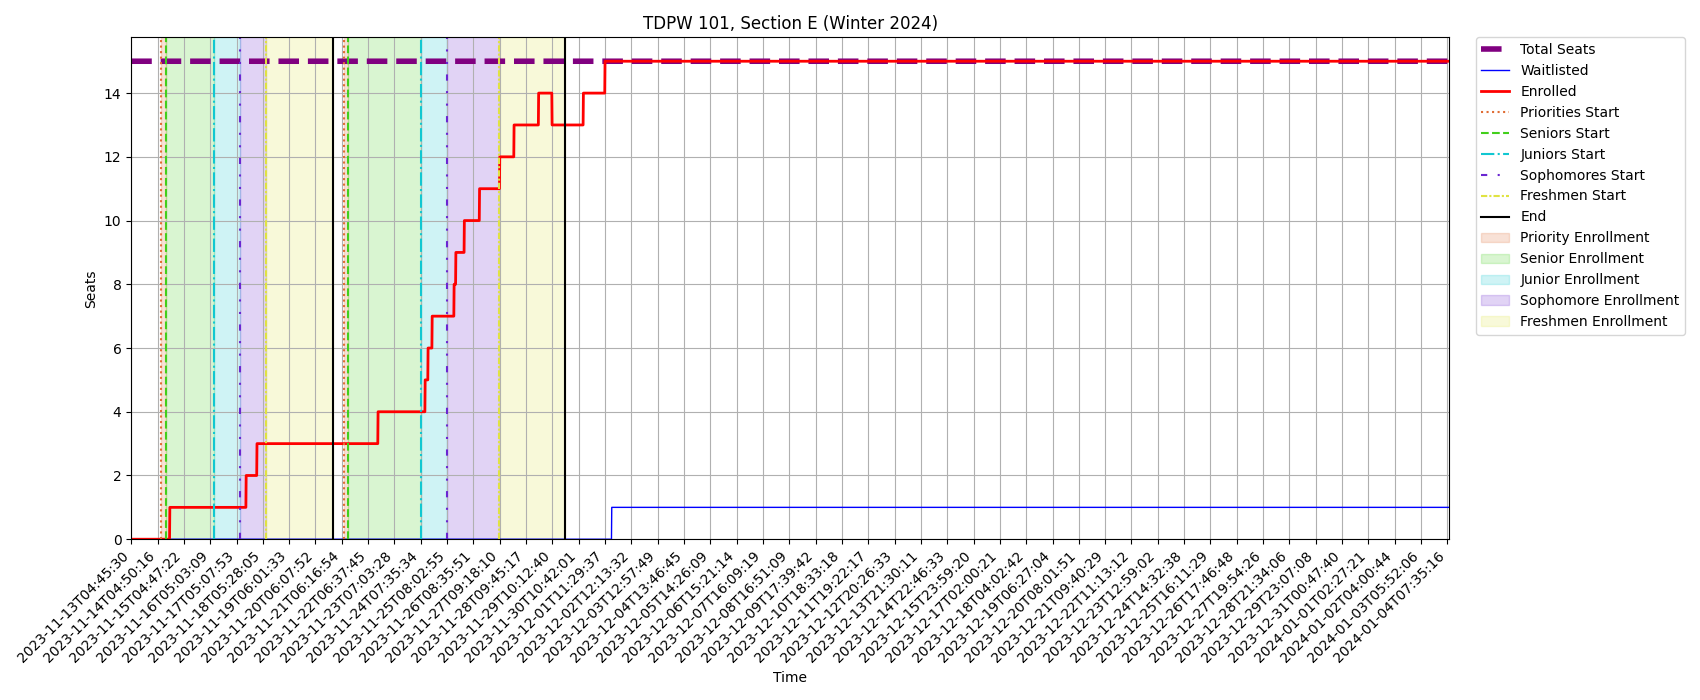 TDPW 101, Section E (Winter 2024)
Seats
14
12
10
8
6
4
2
0
2023-11-13T04:45:30
2023-11-14T04:50:16
2023-11-15T04:47:22
2023-11-16T05:03:09
2023-11-17T05:07:53
2023-11-18T05:28:05
2023-11-19T06:01:33
2023-11-20T06:07:52
2023-11-21T06:16:54
2023-11-22T06:37:45
2023-11-23T07:03:28
2023-11-24T07:35:34
2023-11-25T08:02:55
2023-11-26T08:35:51
2023-11-27T09:18:10
2023-11-28T09:45:17
2023-11-29T10:12:40
2023-11-30T10:42:01
2023-12-01T11:29:37
2023-12-02T12:13:32
2023-12-03T12:57:49
2023-12-04T13:46:45
2023-12-05T14:26:09
2023-12-06T15:21:14
2023-12-07T16:09:19
2023-12-08T16:51:09
2023-12-09T17:39:42
2023-12-10T18:33:18
2023-12-11T19:22:17
2023-12-12T20:26:33
2023-12-13T21:30:11
2023-12-14T22:46:33
2023-12-15T23:59:20
2023-12-17T02:00:21
2023-12-18T04:02:42
2023-12-19T06:27:04
2023-12-20T08:01:51
2023-12-21T09:40:29
2023-12-22T11:13:12
2023-12-23T12:59:02
2023-12-24T14:32:38
2023-12-25T16:11:29
2023-12-26T17:46:48
2023-12-27T19:54:26
2023-12-28T21:34:06
2023-12-29T23:07:08
2023-12-31T00:47:40
2024-01-01T02:27:21
2024-01-02T04:00:44
2024-01-03T05:52:06
2024-01-04T07:35:16
Time
Total Seats
Waitlisted
Enrolled
Priorities Start
Seniors Start
Juniors Start
Sophomores Start
Freshmen Start
End
Priority Enrollment
Senior Enrollment
Junior Enrollment
Sophomore Enrollment
Freshmen Enrollment